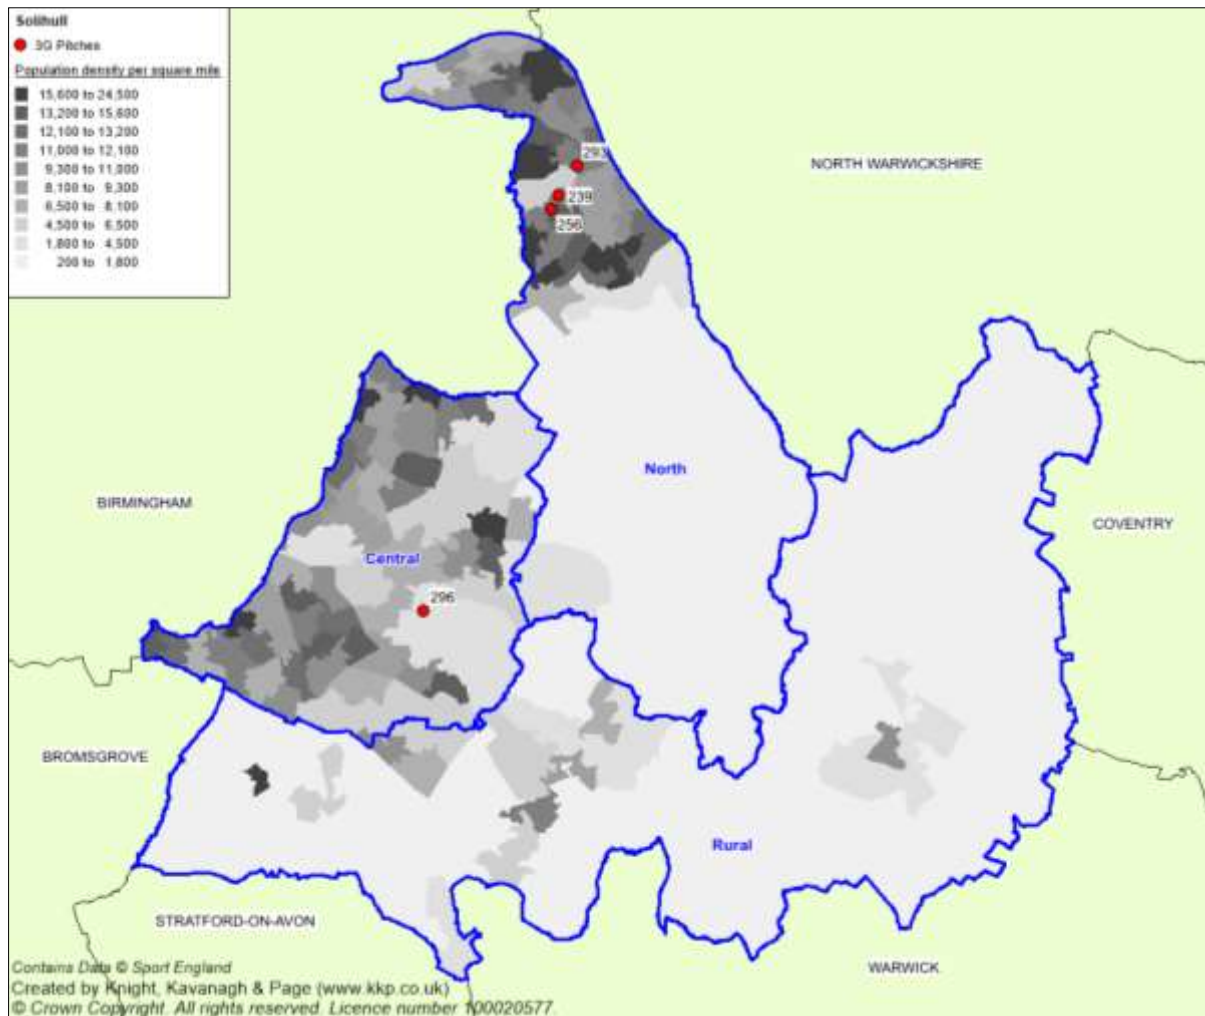 Solihull
3G Pitches
Population density per square mile
15,600 to 24,500
13,200 to 15,600
12,100 to 13,200
11,000 to 12,100
9,300 to 11,000
8,100 to 9,300
6,500 to 8,100
4,500 to 6,500
1,800 to 4,500
200 to 1,800
293
NORTH WARWICKSHIRE
239
256
North
BIRMINGHAM
COVENTRY
Central
296
BROMSGROVE
Rural
STRATFORD-ON-AVON
WARWICK
Contains Data © Sport England
Created by Knight, Kavanagh & Page (www.kkp.co.uk)
© Crown Copyright. All rights reserved. Licence number 100020577.